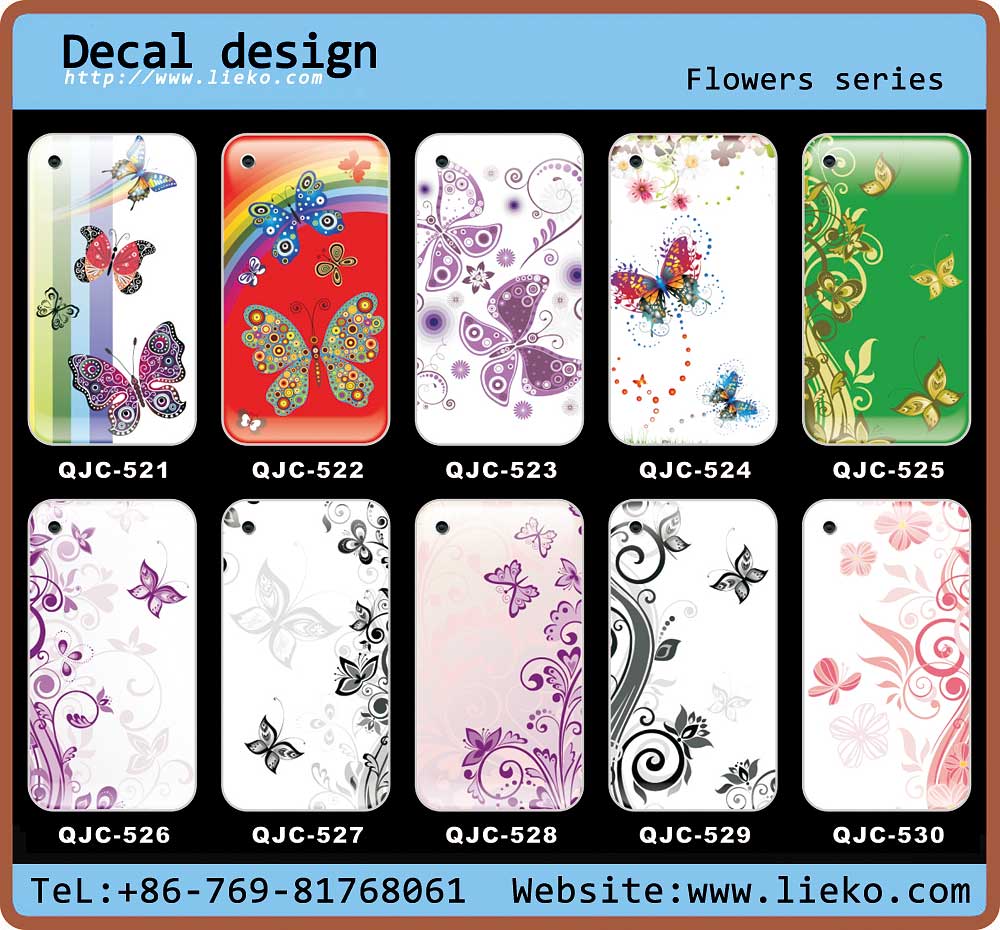 Decal design
http://www.lieko.com
Flowers series
QJC-521 QJC-522 QJC-523 QJC-524 QJC-525
QJC-526 QJC-527 QJC-528 QJC-529 QJC-530
TeL:+86-769-81768061 Website:www.lieko.com